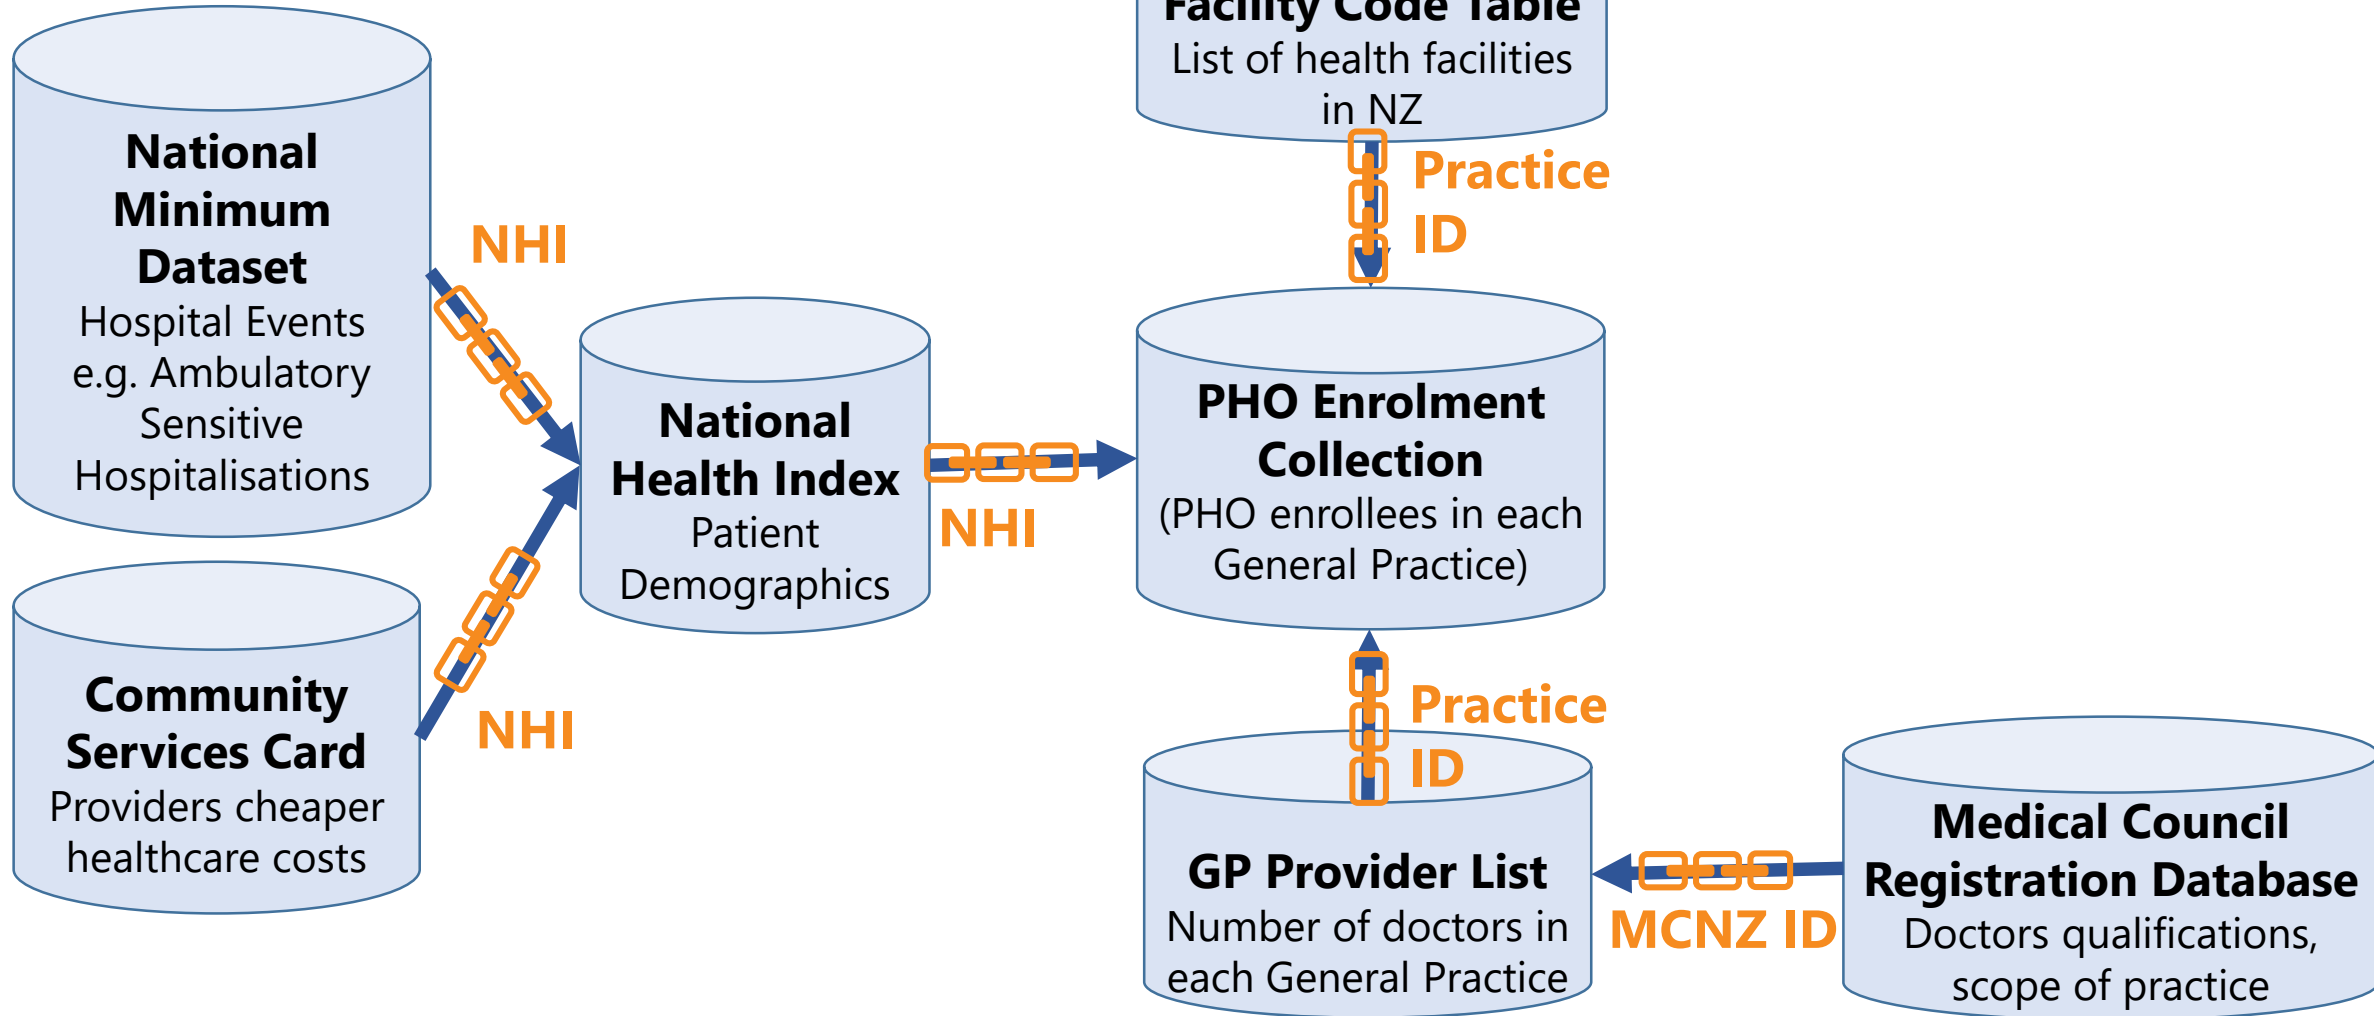 National
Minimum
Dataset
Hospital Events
e.g. Ambulatory
Sensitive
Hospitalisations
NHI
Community
Services Card
Providers cheaper
healthcare costs
NHI
National
Health Index
Patient
Demographics
NHI
Facility Code Table
List of health facilities
in NZ
Practice
ID
PHO Enrolment
Collection
(PHO enrollees in each
General Practice)
Practice
ID
GP Provider List
Number of doctors in
each General Practice
MCNZ ID
Medical Council
Registration Database
Doctors qualifications,
scope of practice